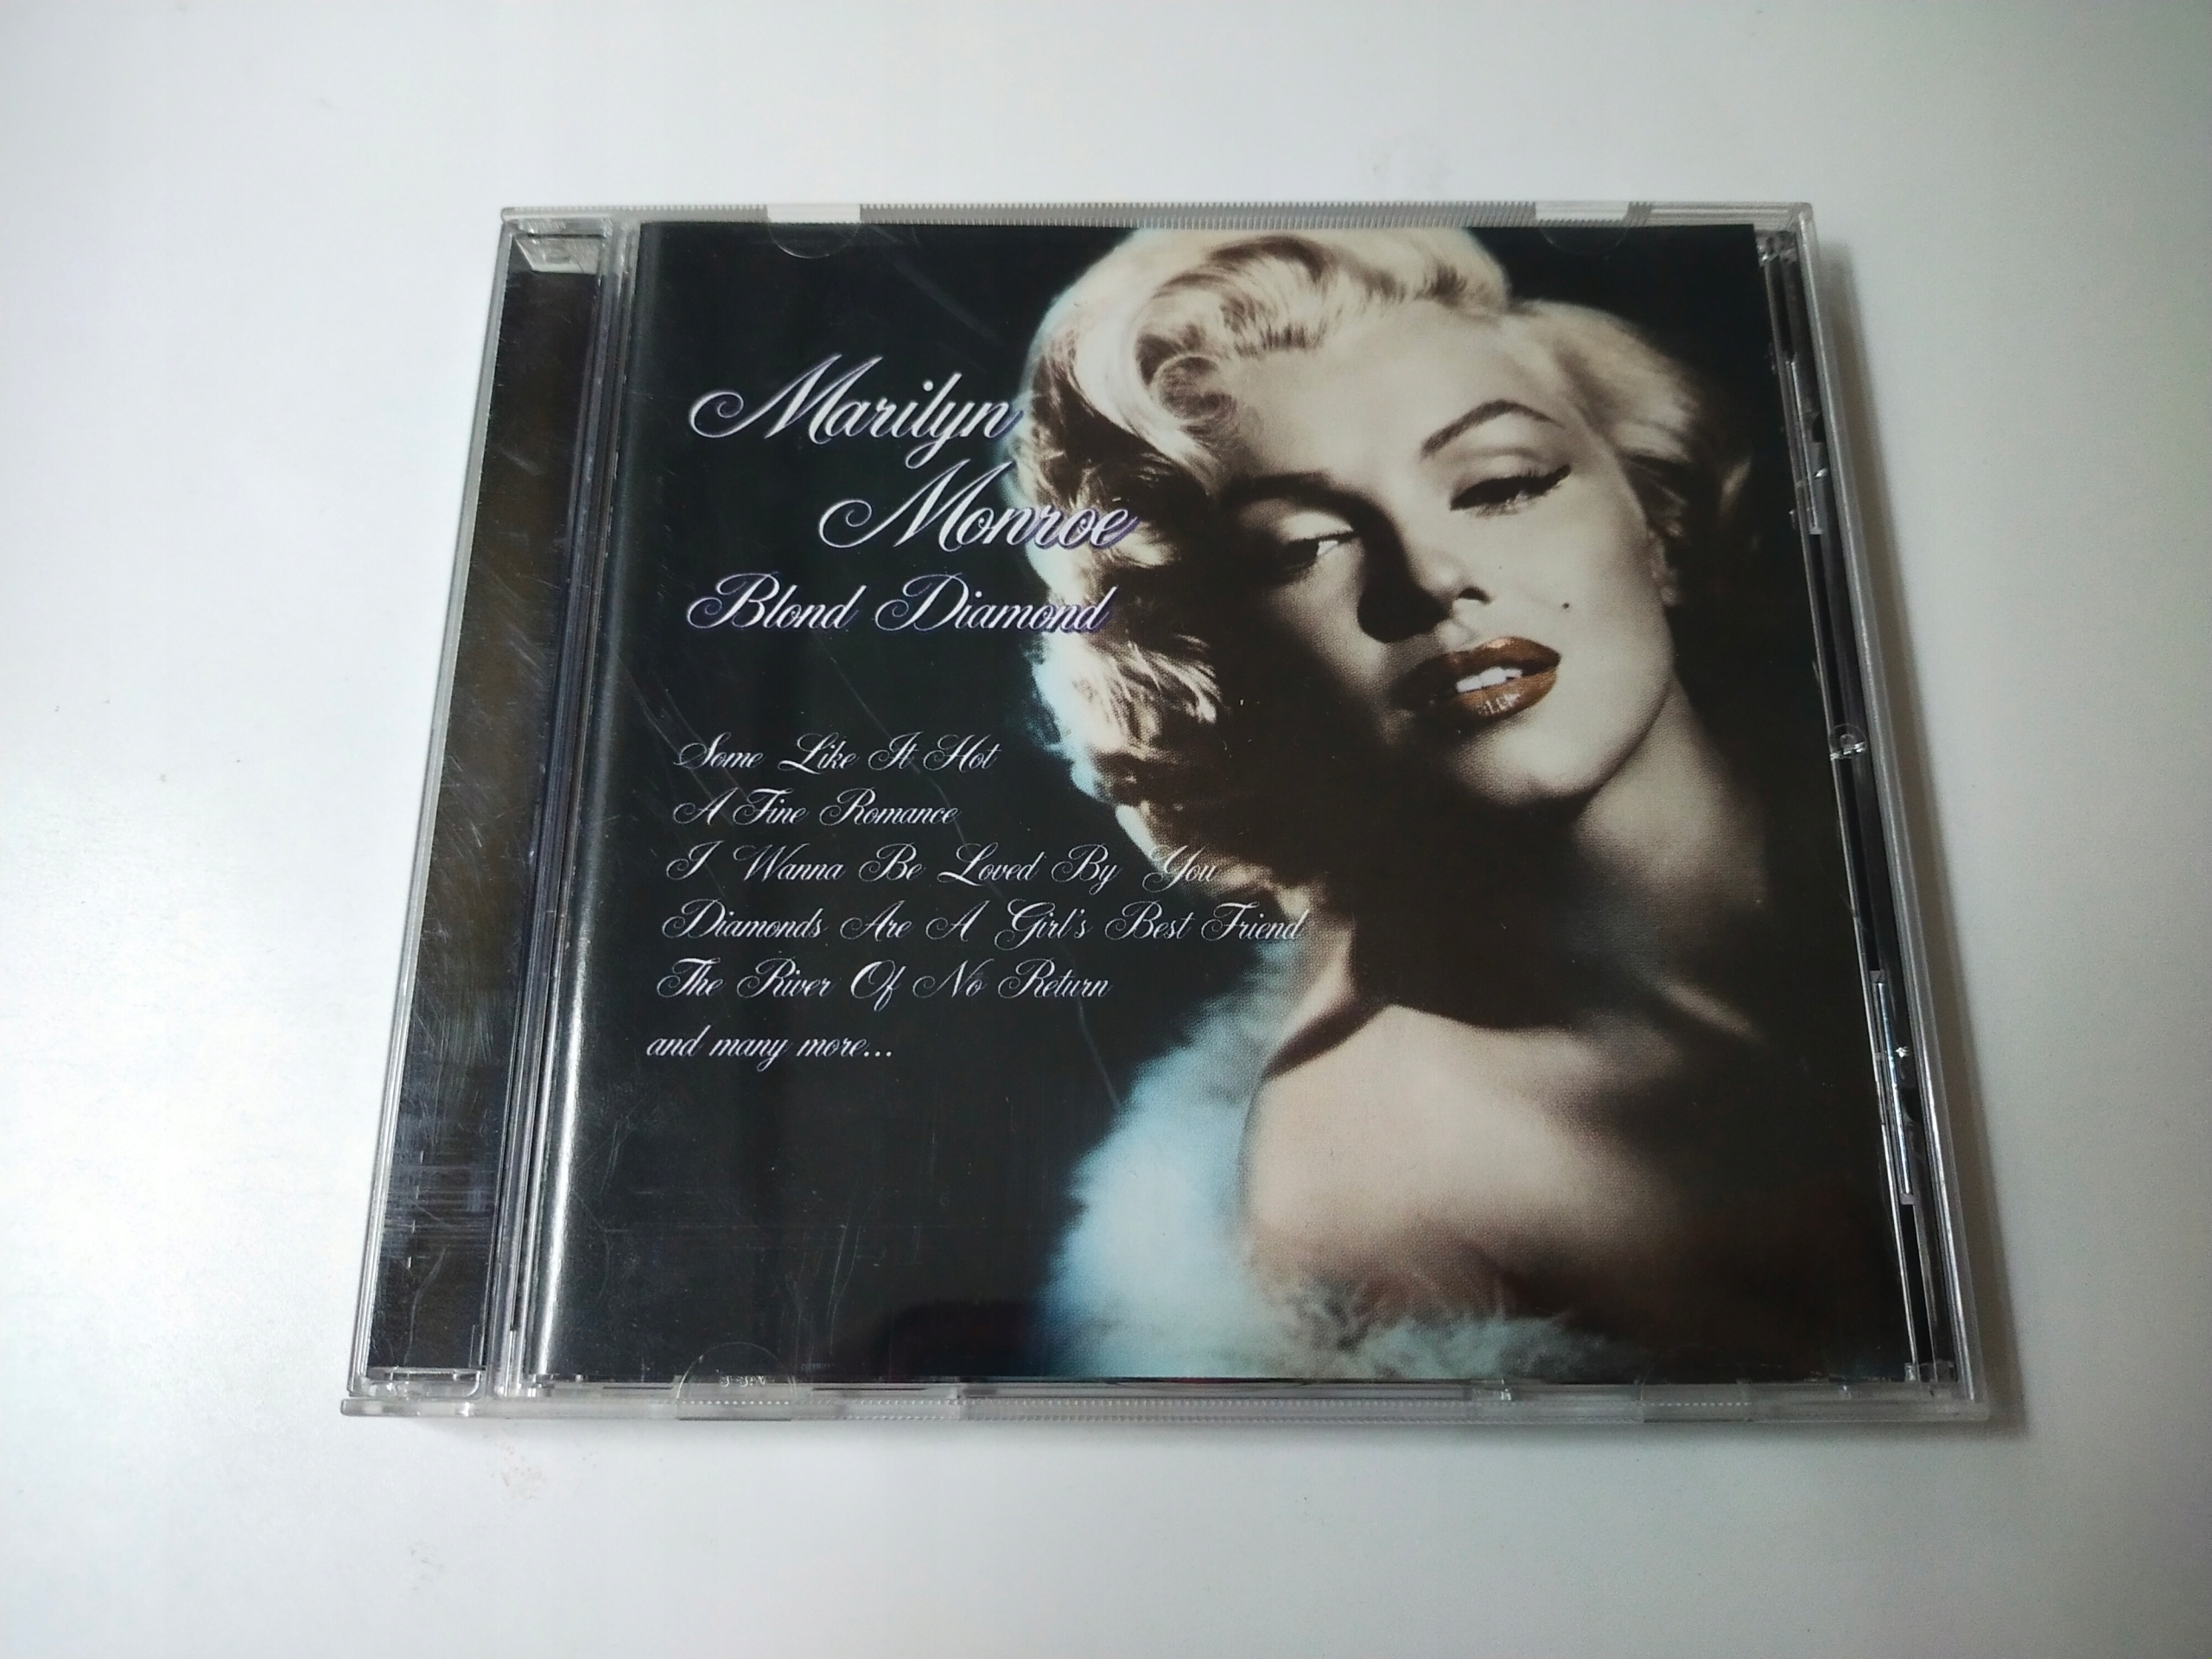 Marilyn
Monroe
Blond Diamond
Some Like It Hot
A Fine Romance
I Wanna Be Loved By You
Diamonds Are A Girl's Best Friend
The River Of No Return
and many more...